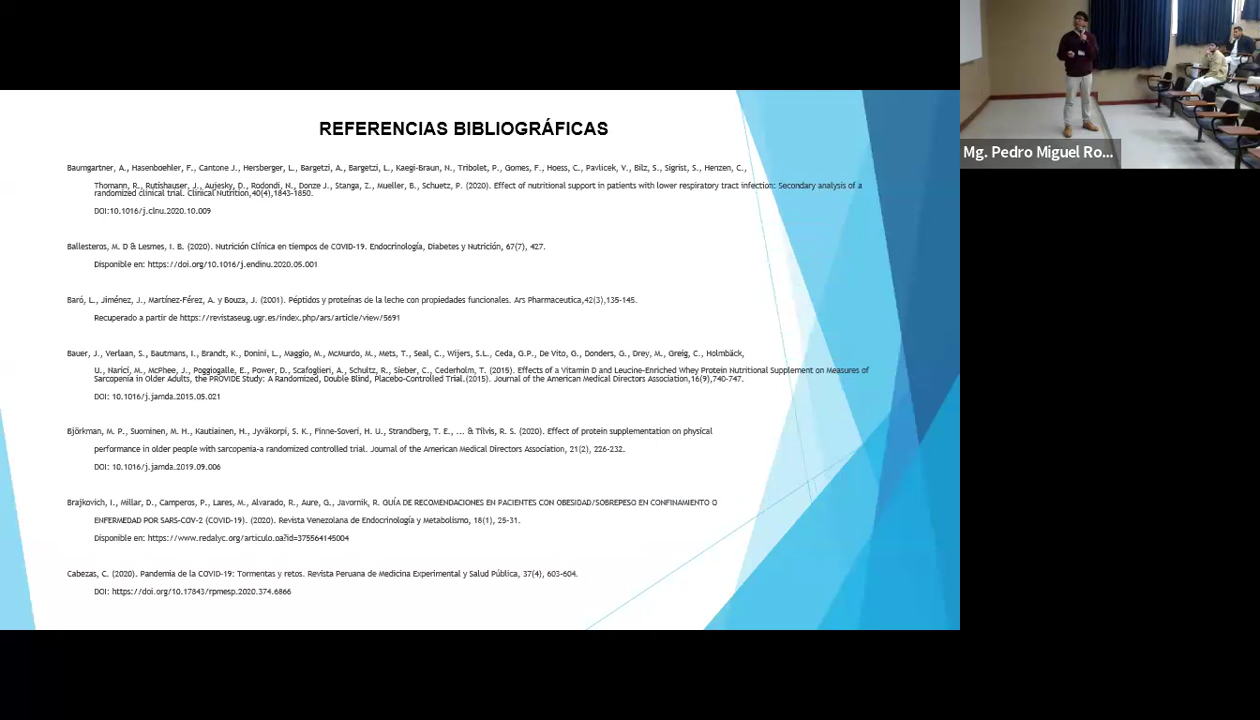 REFERENCIAS BIBLIOGRÁFICAS
Baumgartner, A., Hasenboehler, F., Cantone J., Hersberger, L., Bargetzi, A., Bargetzi, L., Kaegi-Braun, N., Tribolet, P., Gomes, F., Hoess, C., Pavlicek, V., Bilz, S., Sigrist, S., Henzen, C.,
Thomann, R., Rutishauser, J., Aujesky, D., Rodondi, N., Donze J., Stanga, Z., Mueller, B., Schuetz, P. (2020). Effect of nutritional support in patients with lower respiratory tract infection: Secondary analysis of a
randomized clinical trial. Clinical Nutrition,40(4),1843-1850.
DOI:10.1016/j.clnu.2020.10.009
Ballesteros, M. D & Lesmes, I. B. (2020). Nutrición Clínica en tiempos de COVID-19. Endocrinología, Diabetes y Nutrición, 67(7), 427.
Disponible en: https://doi.org/10.1016/j.endinu.2020.05.001
Baró, L., Jiménez, J., Martínez-Férez, A. y Bouza, J. (2001). Péptidos y proteínas de la leche con propiedades funcionales. Ars Pharmaceutica,42(3),135-145.
Recuperado a partir de https://revistaseug.ugr.es/index.php/ars/article/view/5691
Bauer, J., Verlaan, S., Bautmans, I., Brandt, K., Donini, L., Maggio, M., McMurdo, M., Mets, T., Seal, C., Wijers, S.L., Ceda, G.P., De Vito, G., Donders, G., Drey, M., Greig, C., Holmbäck,
U., Narici, M., McPhee, J., Poggiogalle, E., Power, D., Scafoglieri, A., Schultz, R., Sieber, C., Cederholm, T. (2015). Effects of a Vitamin D and Leucine-Enriched Whey Protein Nutritional Supplement on Measures of
Sarcopenia in Older Adults, the PROVIDE Study: A Randomized, Double Blind, Placebo-Controlled Trial.(2015). Journal of the American Medical Directors Association,16(9),740-747.
DOI: 10.1016/j.jamda.2015.05.021
Björkman, M. P., Suominen, M. H., Kautiainen, H., Jyväkorpi, S. K., Finne-Soveri, H. U., Strandberg, T. E., ... & Tilvis, R. S. (2020). Effect of protein supplementation on physical
performance in older people with sarcopenia-a randomized controlled trial. Journal of the American Medical Directors Association, 21(2), 226-232.
DOI: 10.1016/j.jamda.2019.09.006
Brajkovich, I., Millar, D., Camperos, P., Lares, M., Alvarado, R., Aure, G., Javornik, R. GUÍA DE RECOMENDACIONES EN PACIENTES CON OBESIDAD/SOBREPESO EN CONFINAMIENTO O
ENFERMEDAD POR SARS-COV-2 (COVID-19). (2020). Revista Venezolana de Endocrinología y Metabolismo, 18(1), 25-31.
Disponible en: https://www.redalyc.org/articulo.oa?id=375564145004
Cabezas, C. (2020). Pandemia de la COVID-19: Tormentas y retos. Revista Peruana de Medicina Experimental y Salud Pública, 37(4), 603-604.
DOI: https://doi.org/10.17843/rpmesp.2020.374.6866
Mg. Pedro Miguel Ro...